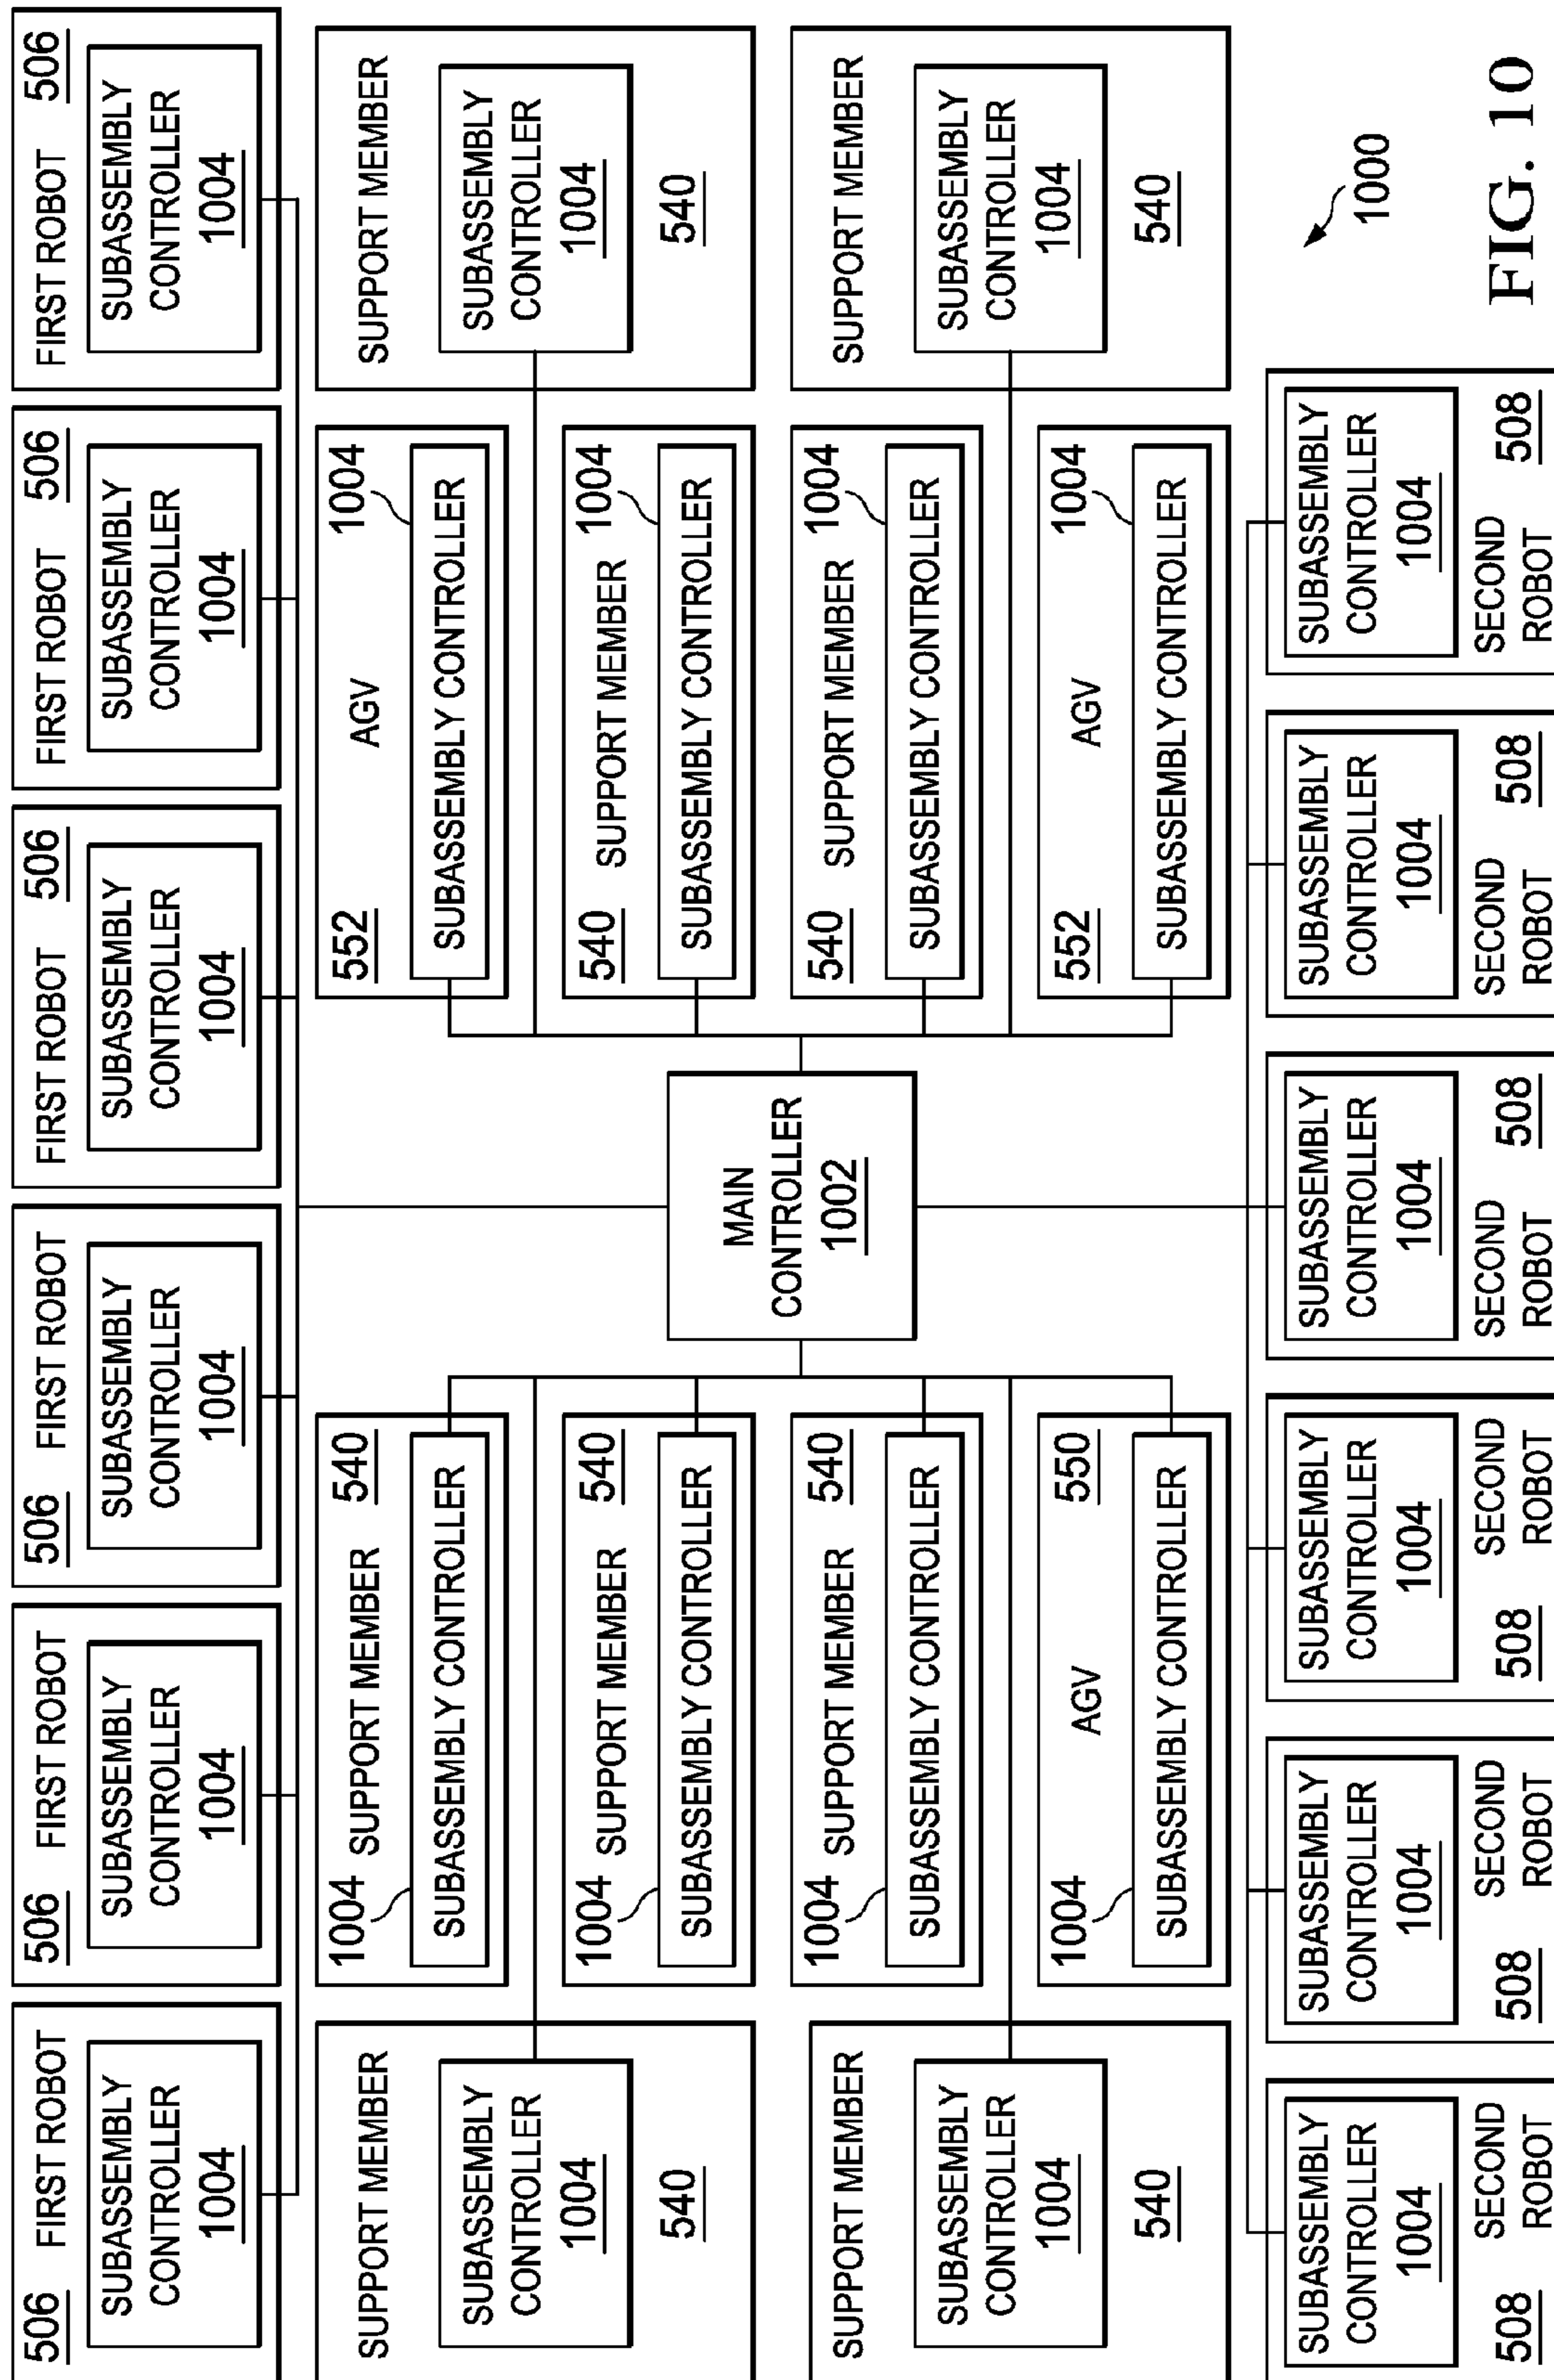 506 FIRST ROBOT
SUBASSEMBLY
CONTROLLER
1004
506 FIRST ROBOT
SUBASSEMBLY
CONTROLLER
1004
506 FIRST ROBOT
SUBASSEMBLY
CONTROLLER
1004
FIRST ROBOT 506
SUBASSEMBLY
CONTROLLER
1004
FIRST ROBOT 506
SUBASSEMBLY
CONTROLLER
1004
FIRST ROBOT 506
SUBASSEMBLY
CONTROLLER
1004
SUPPORT MEMBER
SUBASSEMBLY
CONTROLLER
1004
540
SUPPORT MEMBER
SUBASSEMBLY
CONTROLLER
1004
540
1004 SUPPORT MEMBER 540
SUBASSEMBLY CONTROLLER
1004 SUPPORT MEMBER 540
SUBASSEMBLY CONTROLLER
1004 SUPPORT MEMBER 540
SUBASSEMBLY CONTROLLER
1004 AGV 550
SUBASSEMBLY CONTROLLER
MAIN
CONTROLLER
1002
552 AGV 1004
SUBASSEMBLY CONTROLLER
540 SUPPORT MEMBER 1004
SUBASSEMBLY CONTROLLER
540 SUPPORT MEMBER 1004
SUBASSEMBLY CONTROLLER
552 AGV 1004
SUBASSEMBLY CONTROLLER
SUPPORT MEMBER
SUBASSEMBLY
CONTROLLER
1004
540
SUPPORT MEMBER
SUBASSEMBLY
CONTROLLER
1004
540
SUBASSEMBLY
CONTROLLER
1004
508 SECOND
ROBOT
SUBASSEMBLY
CONTROLLER
1004
508 SECOND
ROBOT
SUBASSEMBLY
CONTROLLER
1004
508 SECOND
ROBOT
SUBASSEMBLY
CONTROLLER
1004
SECOND 508
ROBOT
SUBASSEMBLY
CONTROLLER
1004
SECOND 508
ROBOT
SUBASSEMBLY
CONTROLLER
1004
SECOND 508
ROBOT
1000
FIG. 10